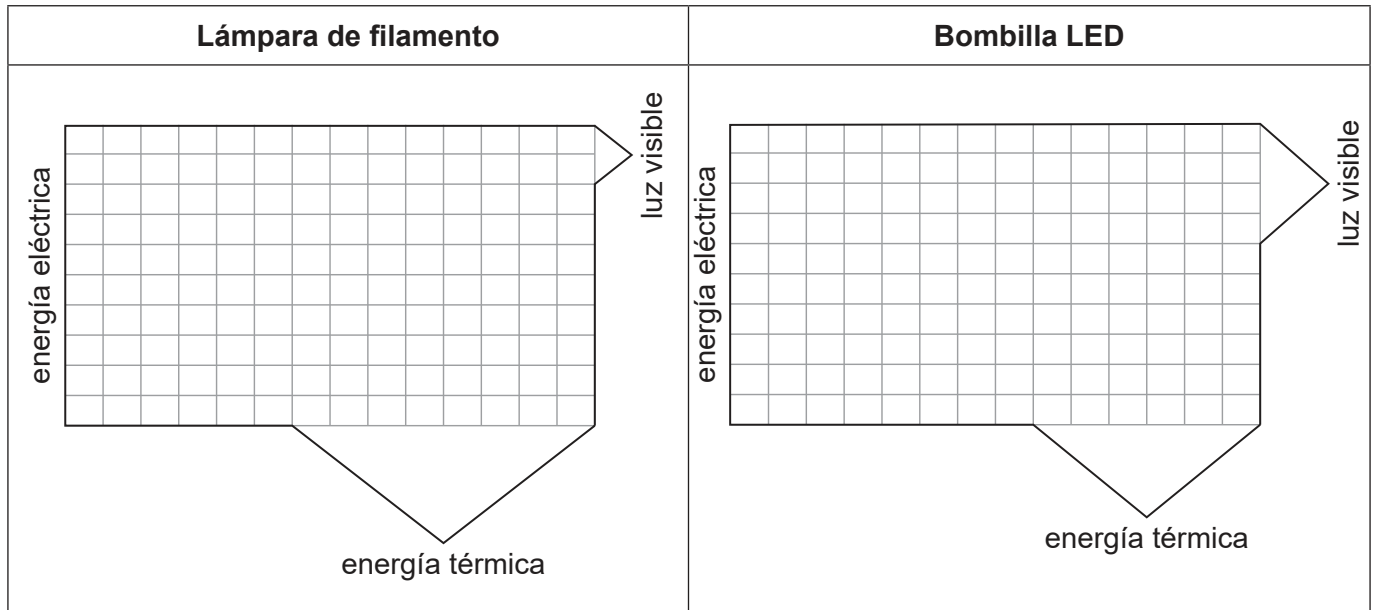 Lámpara de filamento
Bombilla LED
energía eléctrica
luz visible
energía térmica
energía eléctrica
luz visible
energía térmica